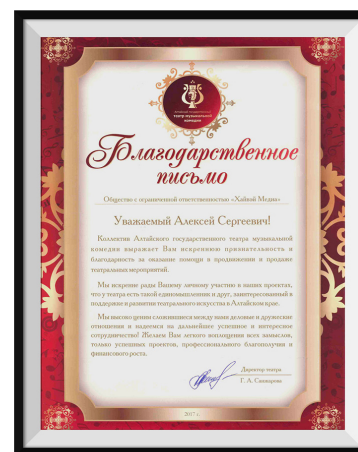 театр музыкальной
комедии
Благодарственное
письмо
Общество с ограниченной ответственностью «Хайвей Медиа»
Уважаемый Алексей Сергеевич!
Коллектив Алтайского государственного театра музыкальной
комедии выражает Вам искреннюю признательность и
благодарность за оказание помощи в продвижении и продаже
театральных мероприятий.
Мы искренне рады Вашему личному участию в наших проектах,
что у театра есть такой единомышленник и друг, заинтересованный в
поддержке и развитии театрального искусства в Алтайском крае.
Мы высоко ценим сложившиеся между нами деловые и дружеские
отношения и надеемся на дальнейшее успешное и интересное
сотрудничество! Желаем Вам легкого воплощения всех замыслов,
только успешных проектов, профессионального благополучия и
финансового роста.
Директор театра
Г. А.
2017 г.